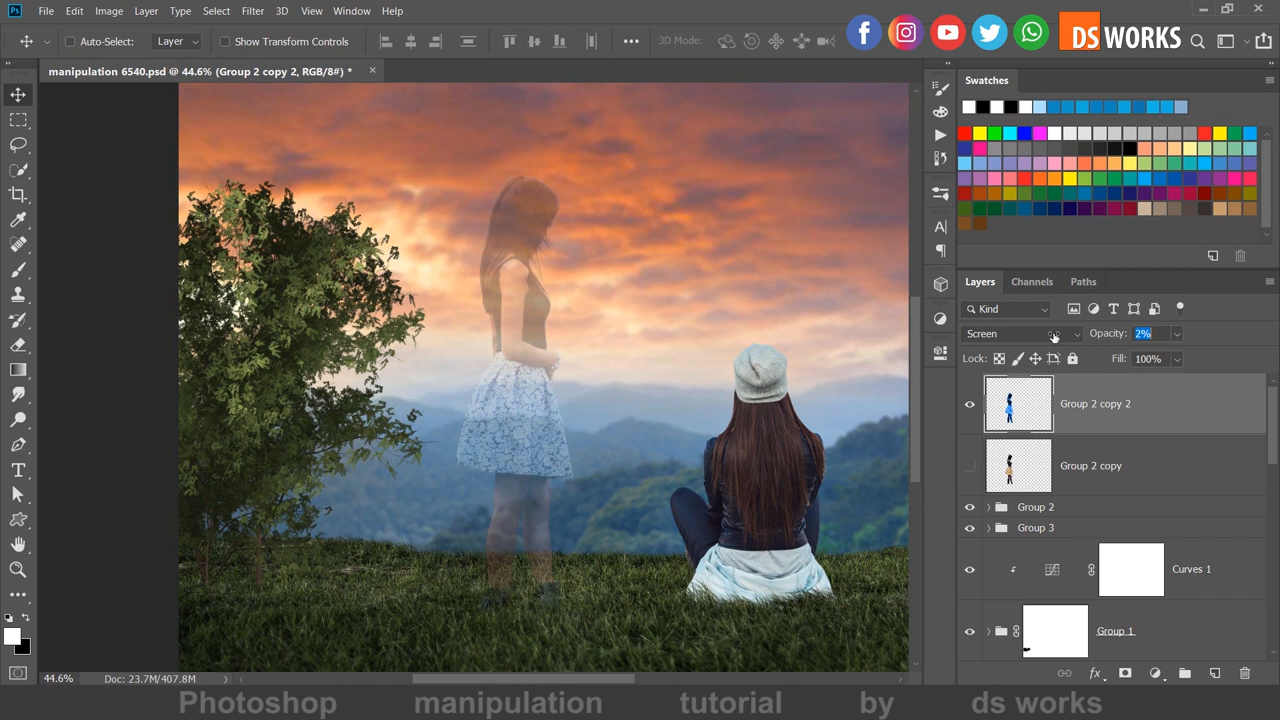 Ps File Edit Image Layer Type Select Filter 3D View Window Help
Auto-Select: Layer Show Transform Controls 3D Mode: DS WORKS
manipulation 6540.psd @ 44.6% (Group 2 copy 2, RGB/8#) *
Swatches
Layers Channels Paths
Kind
Screen Opacity: 2%
Lock: Fill: 100%
Group 2 copy 2
Group 2 copy
Group 2
Group 3
Curves 1
Group 1
44.6% Doc: 23.7M/407.8M
Photoshop manipulation tutorial by ds works